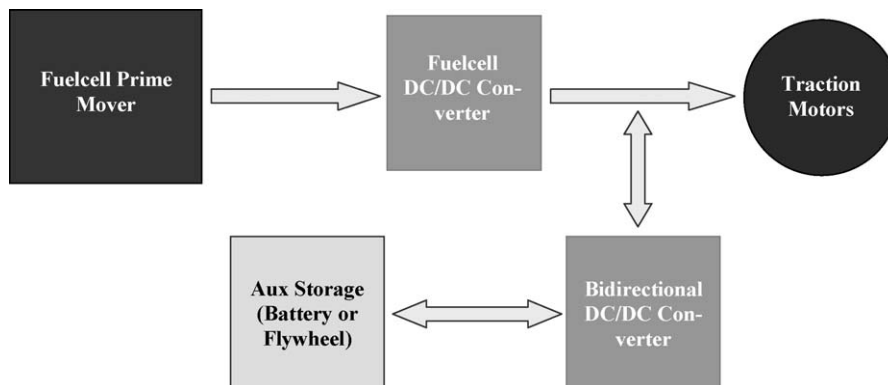 Fuelcell Prime
Mover
Fuelcell
DC/DC Con-
verter
Traction
Motors
Aux Storage
(Battery or
Flywheel)
Bidirectional
DC/DC Con-
verter